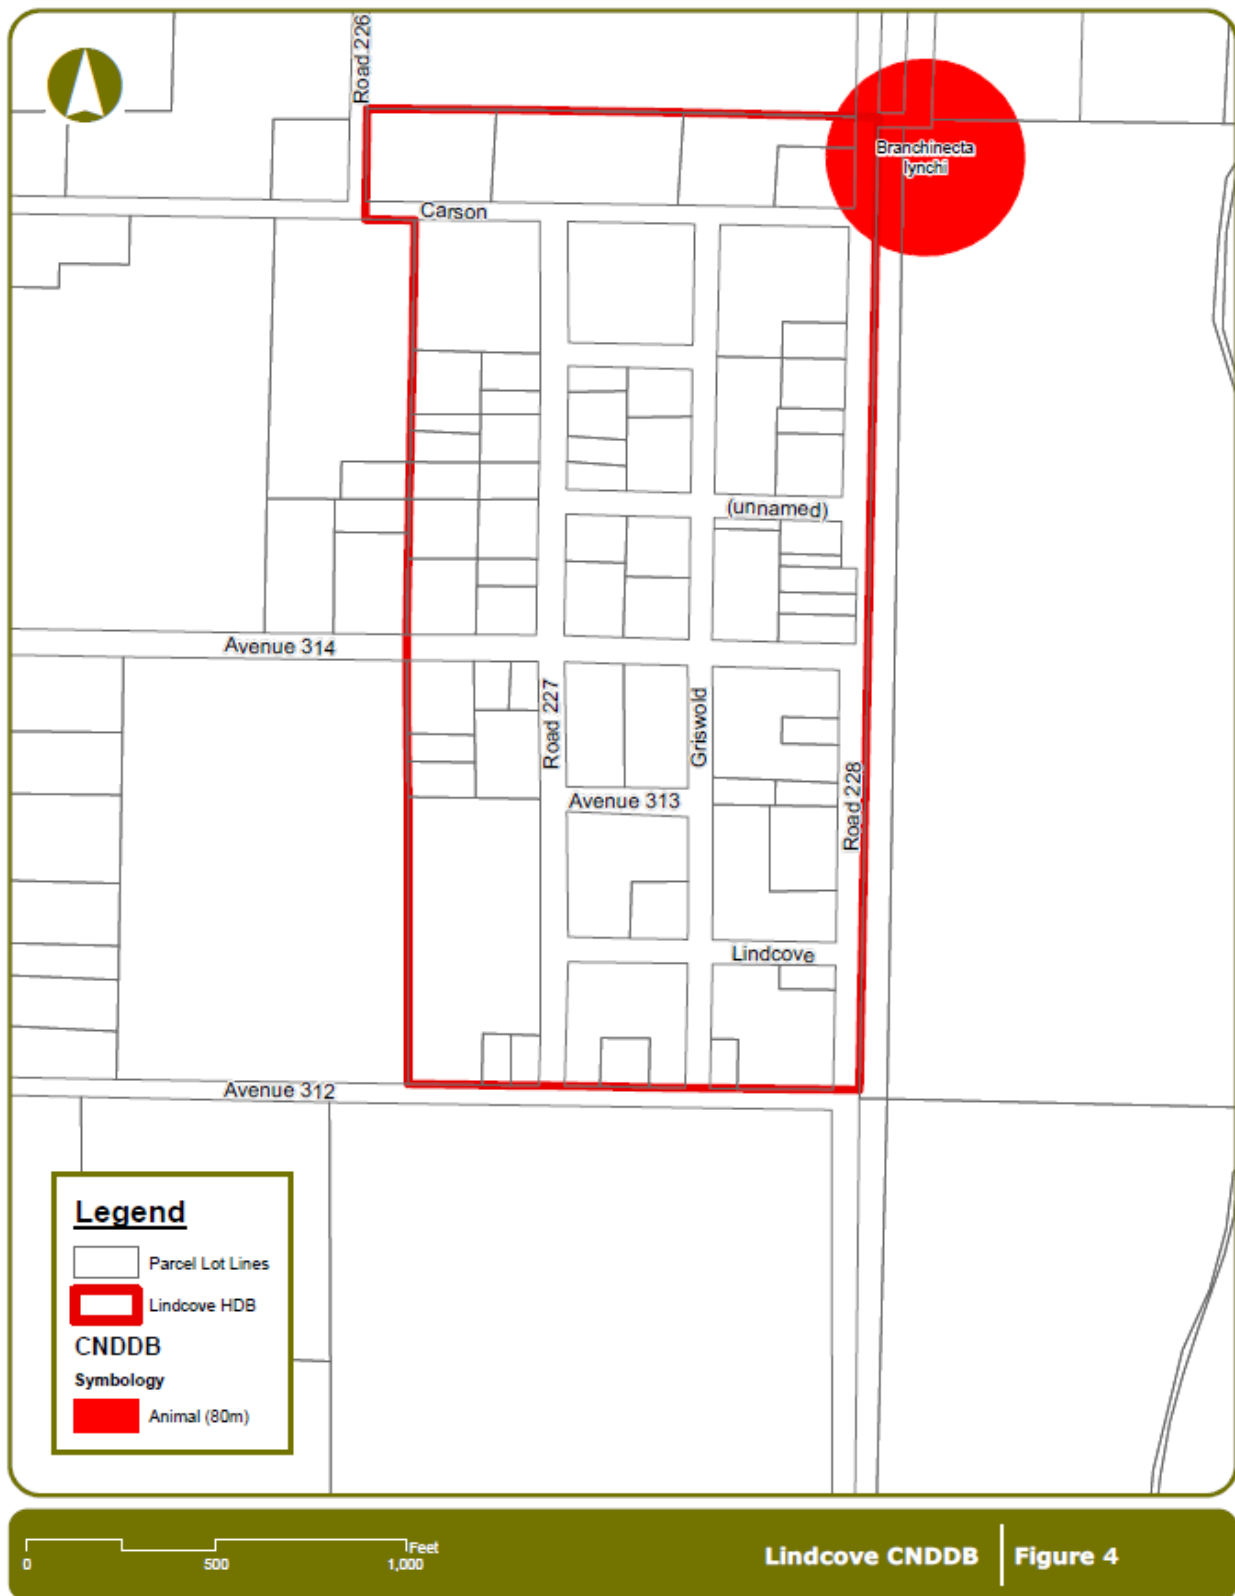 Road 226
Branchinecta
lynchi
Carson
(unnamed)
Avenue 314
Road 227
Griswold
Road 228
Avenue 313
Lindcove
Avenue 312
Legend
Parcel Lot Lines
Lindcove HDB
CNDDB
Symbology
Animal (80m)
Feet
0 500 1,000
Lindcove CNDDB Figure 4